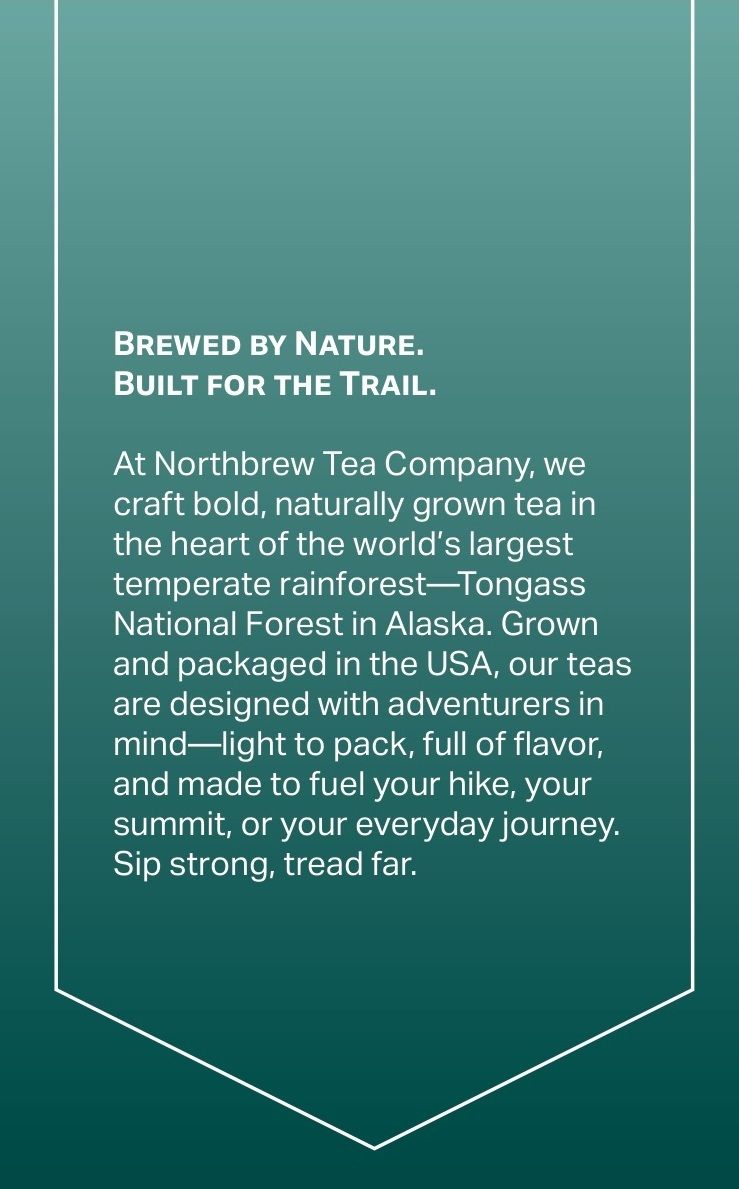 BREWED BY NATURE.
BUILT FOR THE TRAIL.
At Northbrew Tea Company, we
craft bold, naturally grown tea in
the heart of the world’s largest
temperate rainforest—Tongass
National Forest in Alaska. Grown
and packaged in the USA, our teas
are designed with adventurers in
mind—light to pack, full of flavor,
and made to fuel your hike, your
summit, or your everyday journey.
Sip strong, tread far.